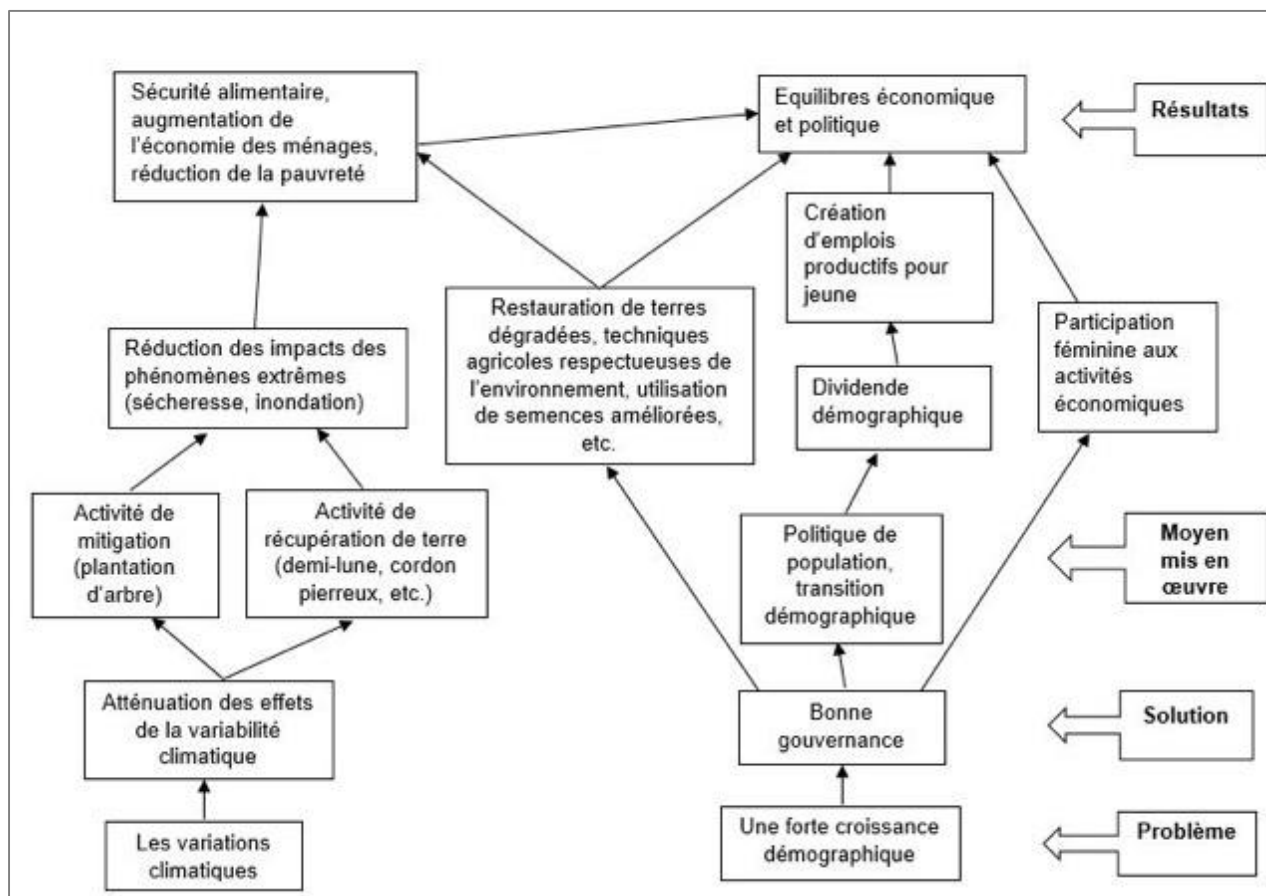 Sécurité alimentaire,
augmentation de
l'économie des ménages,
réduction de la pauvreté
Equilibres économique
et politique
Résultats
Création
d'emplois
productifs pour
jeune
Restauration de terres
dégradées, techniques
agricoles respectueuses de
l'environnement, utilisation
de semences améliorées,
etc.
Participation
féminine aux
activités
économiques
Réduction des impacts des
phénomènes extrêmes
(sécheresse, inondation)
Dividende
démographique
Activité de
mitigation
(plantation
d'arbre)
Activité de
récupération de terre
(demi-lune, cordon
pierreux, etc.)
Politique de
population,
transition
démographique
Moyen
mis en
œuvre
Atténuation des effets
de la variabilité
climatique
Bonne
gouvernance
Solution
Les variations
climatiques
Une forte croissance
démographique
Problème